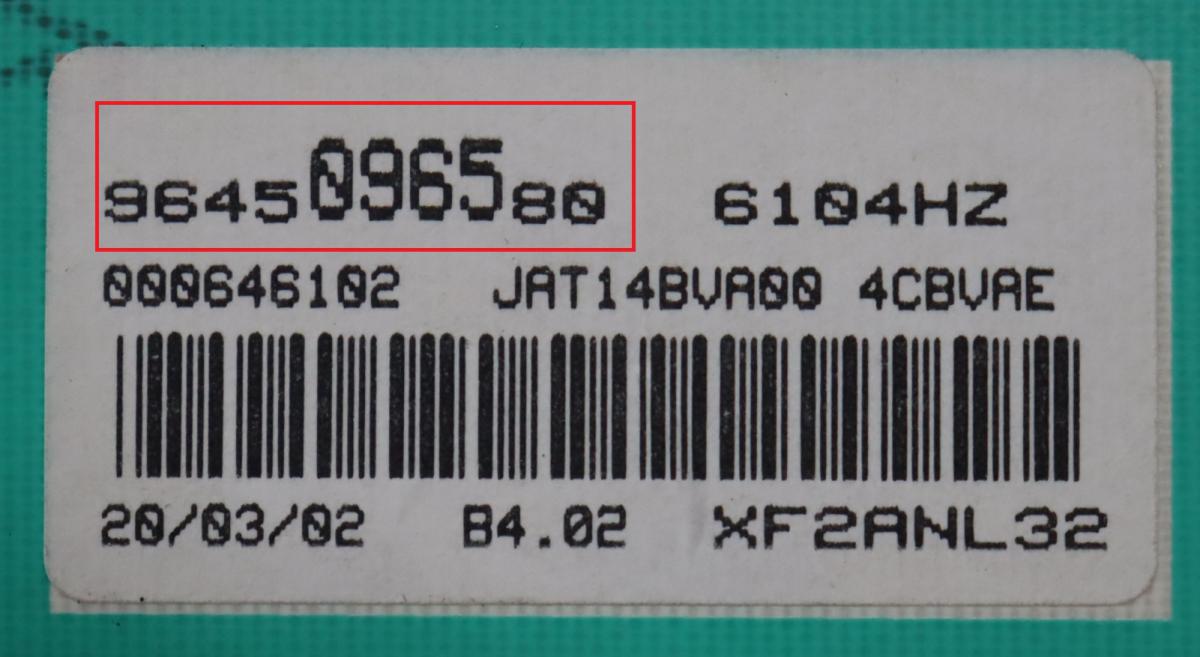 9645096580 6104HZ
000646102 JAT14BVA00 4CBVAE
20/03/02 B4.02 XF2ANL32